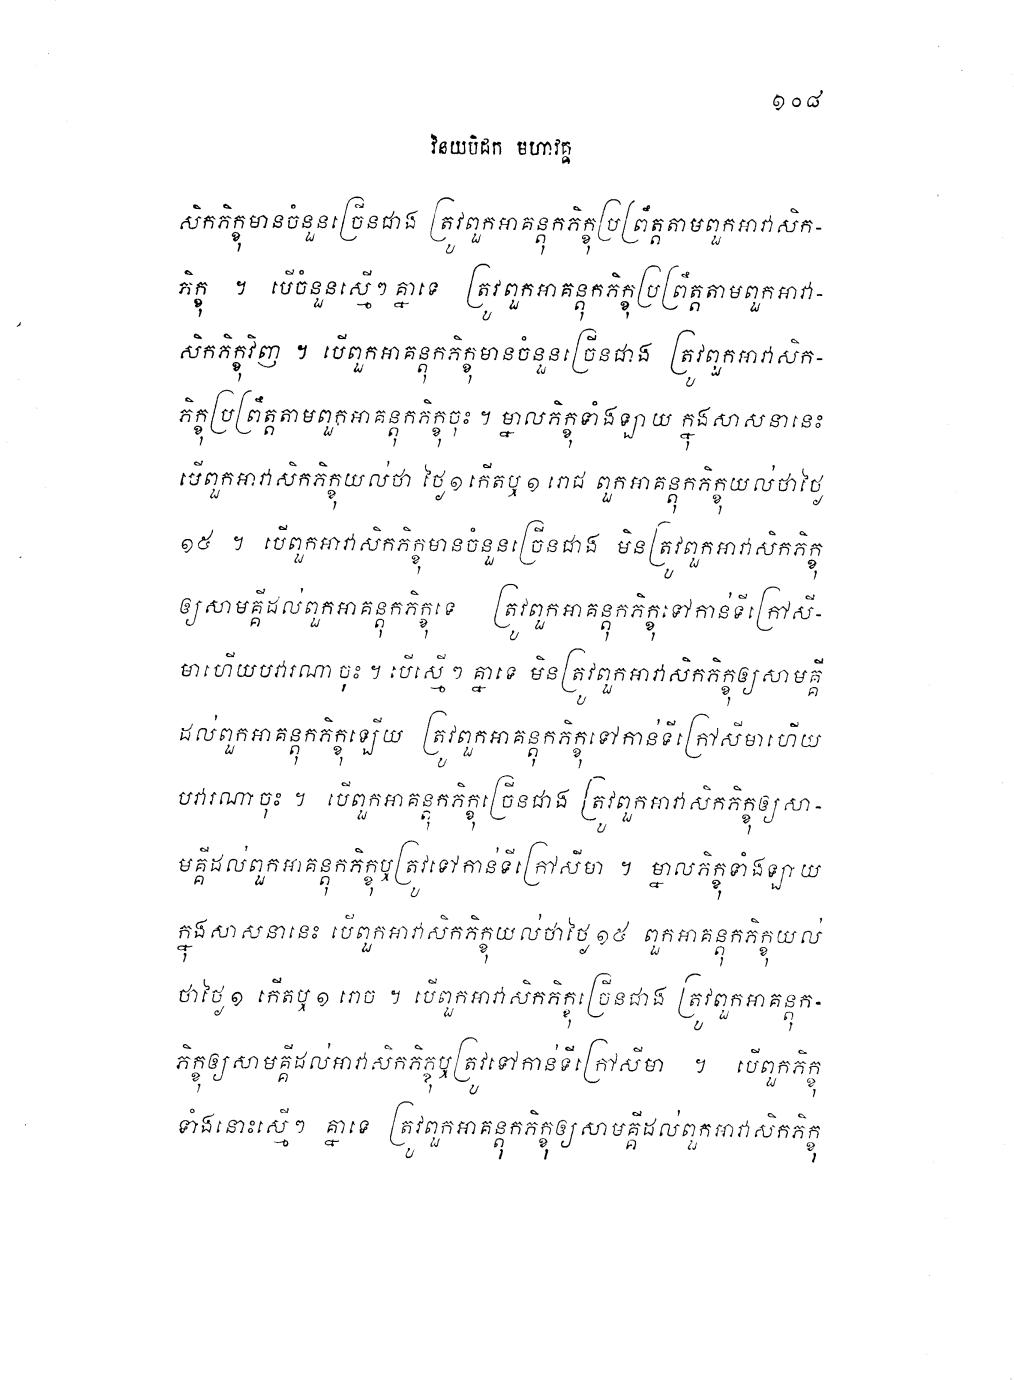 ១០៨
វិនយបិដក មហាវគ្គ
សិកភិក្ខុមានចំនួនច្រើនជាង ត្រូវពួកអាគន្តុកភិក្ខុប្រព្រឹត្តតាមពួកអាវាសិក-
ភិក្ខុ ។ បើចំនួនស្មើៗគ្នាទេ ត្រូវពួកអាគន្តុកភិក្ខុប្រព្រឹត្តតាមពួកអាវា-
សិកភិក្ខុវិញ ។ បើពួកអាគន្តុកភិក្ខុមានចំនួនច្រើនជាង ត្រូវពួកអាវាសិក-
ភិក្ខុប្រព្រឹត្តតាមពួកអាគន្តុកភិក្ខុចុះ ។ ម្នាលភិក្ខុទាំងឡាយ ក្នុងសាសនានេះ
បើពួកអាវាសិកភិក្ខុយល់ថា ថ្ងៃ១កើតឬ១រោជ ពួកអាគន្តុកភិក្ខុយល់ថាថ្ងៃ
១៥ ។ បើពួកអាវាសិកភិក្ខុមានចំនួនច្រើនជាង មិនត្រូវពួកអាវាសិកភិក្ខុ
ឲ្យសាមគ្គីដល់ពួកអាគន្តុកភិក្ខុទេ ត្រូវពួកអាគន្តុកភិក្ខុទៅកាន់ទីក្រៅសី-
មាហើយបវារណាចុះ ។ បើស្មើៗ គ្នាទេ មិនត្រូវពួកអាវាសិកភិក្ខុឲ្យសាមគ្គី
ដល់ពួកអាគន្តុកភិក្ខុឡើយ ត្រូវពួកអាគន្តុកភិក្ខុទៅកាន់ទីក្រៅសីមាហើយ
បវារណាចុះ ។ បើពួកអាគន្តុកភិក្ខុច្រើនជាង ត្រូវពួកអាវាសិកភិក្ខុឲ្យសា-
មគ្គីដល់ពួកអាគន្តុកភិក្ខុឬត្រូវទៅកាន់ទីក្រៅសីមា ។ ម្នាលភិក្ខុទាំងឡាយ
ក្នុងសាសនានេះ បើពួកអាវាសិកភិក្ខុយល់ថាថ្ងៃ១៥ ពួកអាគន្តុកភិក្ខុយល់
ថាថ្ងៃ១ កើតឬ១ រោច ។ បើពួកអាវាសិកភិក្ខុច្រើនជាង ត្រូវពួកអាគន្តុក-
ភិក្ខុឲ្យសាមគ្គីដល់អាវាសិកភិក្ខុឬត្រូវទៅកាន់ទីក្រៅសីមា ។ បើពួកភិក្ខុ
ទាំងនោះស្មើៗ គ្នាទេ ត្រូវពួកអាគន្តុកភិក្ខុឲ្យសាមគ្គីដល់ពួកអាវាសិកភិក្ខុ